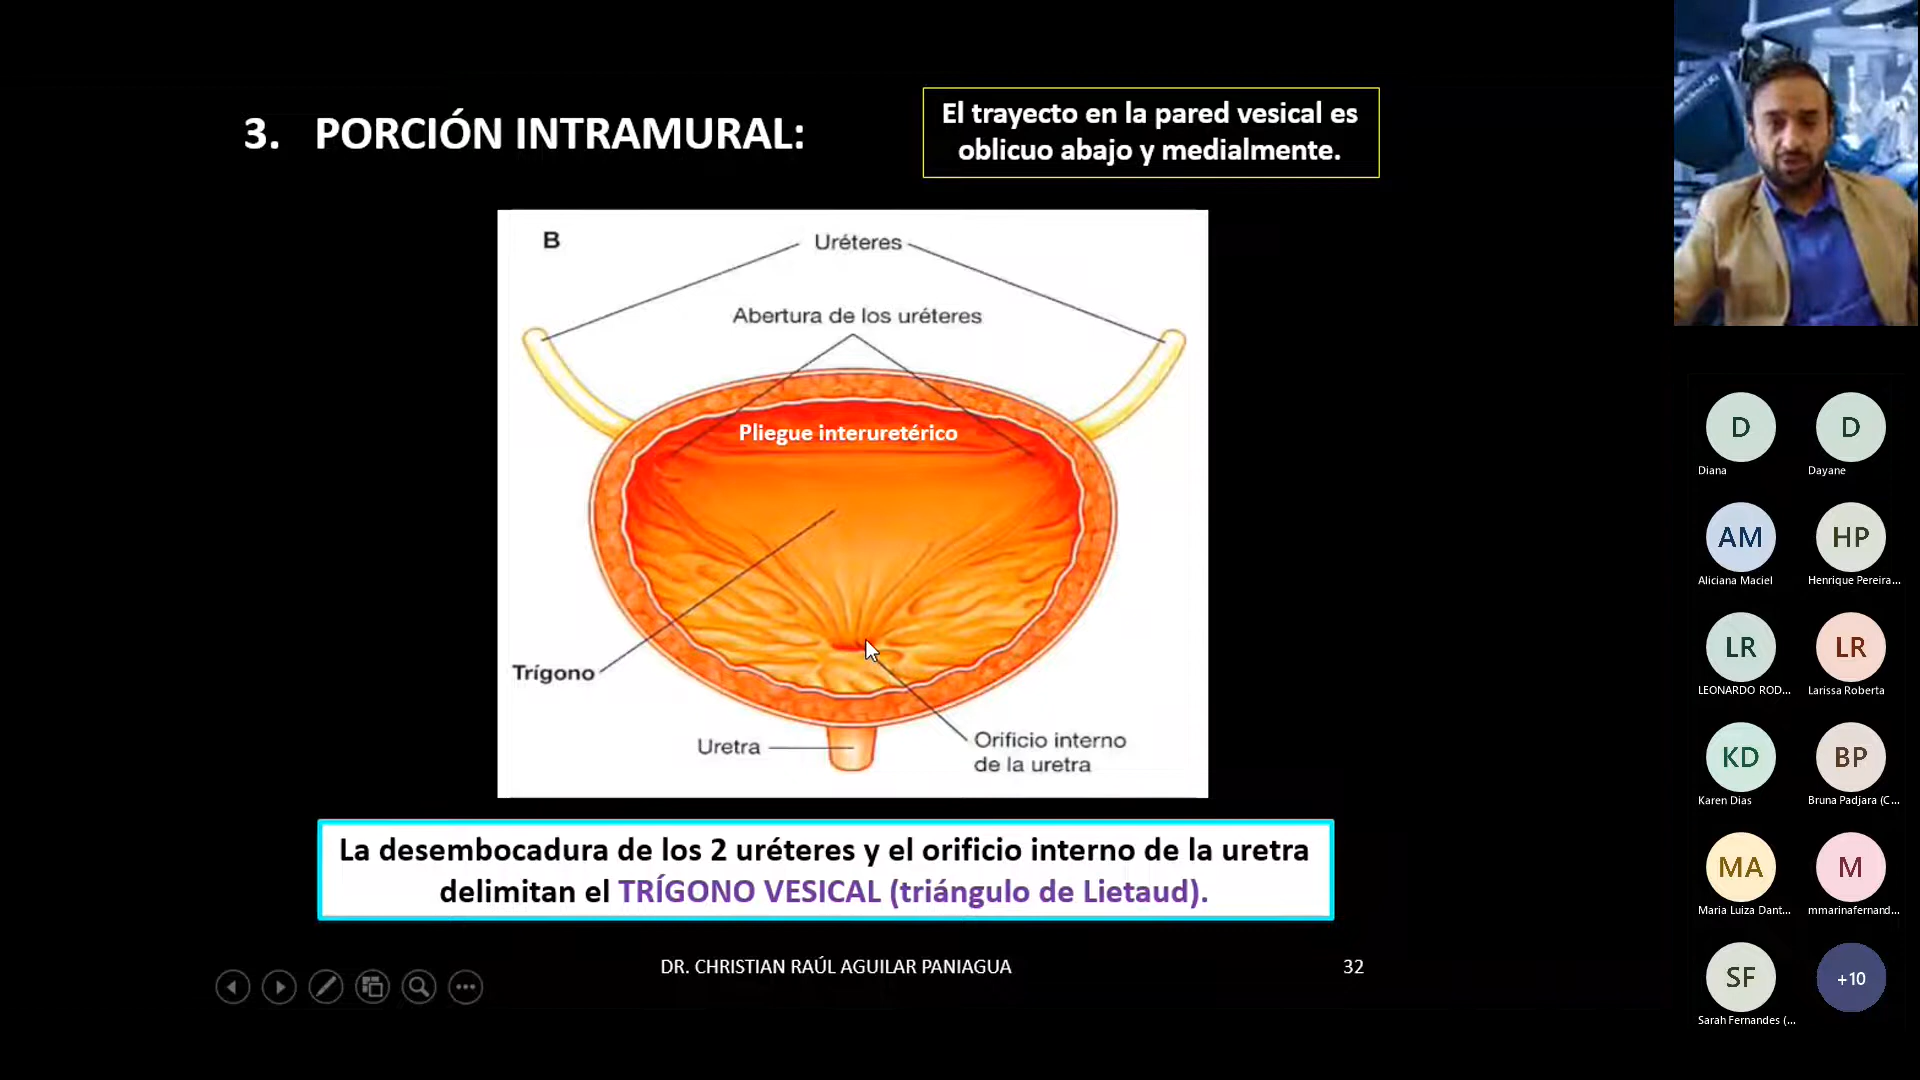 3. PORCIÓN INTRAMURAL:
El trayecto en la pared vesical es
oblicuo abajo y medialmente.
B
Uréteres
Abertura de los uréteres
Pliegue interuretérico
Trígono
Uretra
Orificio interno
de la uretra
La desembocadura de los 2 uréteres y el orificio interno de la uretra
delimitan el TRÍGONO VESICAL (triángulo de Lietaud).
DR. CHRISTIAN RAÚL AGUILAR PANIAGUA
32
D
D
Diana
Dayane
AM
HP
Aliciana Maciel
Henrique Pereira...
LR
LR
LEONARDO ROD...
Larissa Roberta
KD
BP
Karen Dias
Bruna Padjara (C...
MA
M
Maria Luiza Dant...
mmarinafernand...
SF
+10
Sarah Fernandes (...